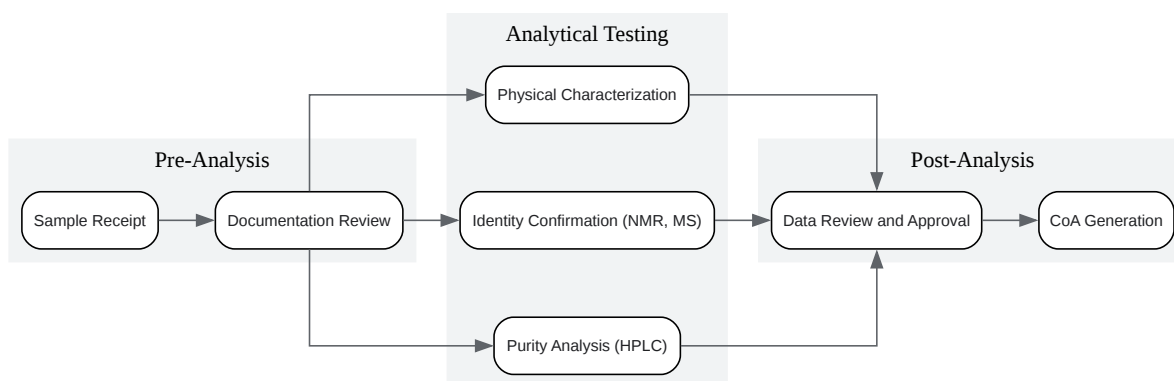 Analytical Testing
Physical Characterization
Pre-Analysis
Post-Analysis
Sample Receipt
Documentation Review
Identity Confirmation (NMR, MS)
Data Review and Approval
CoA Generation
Purity Analysis (HPLC)